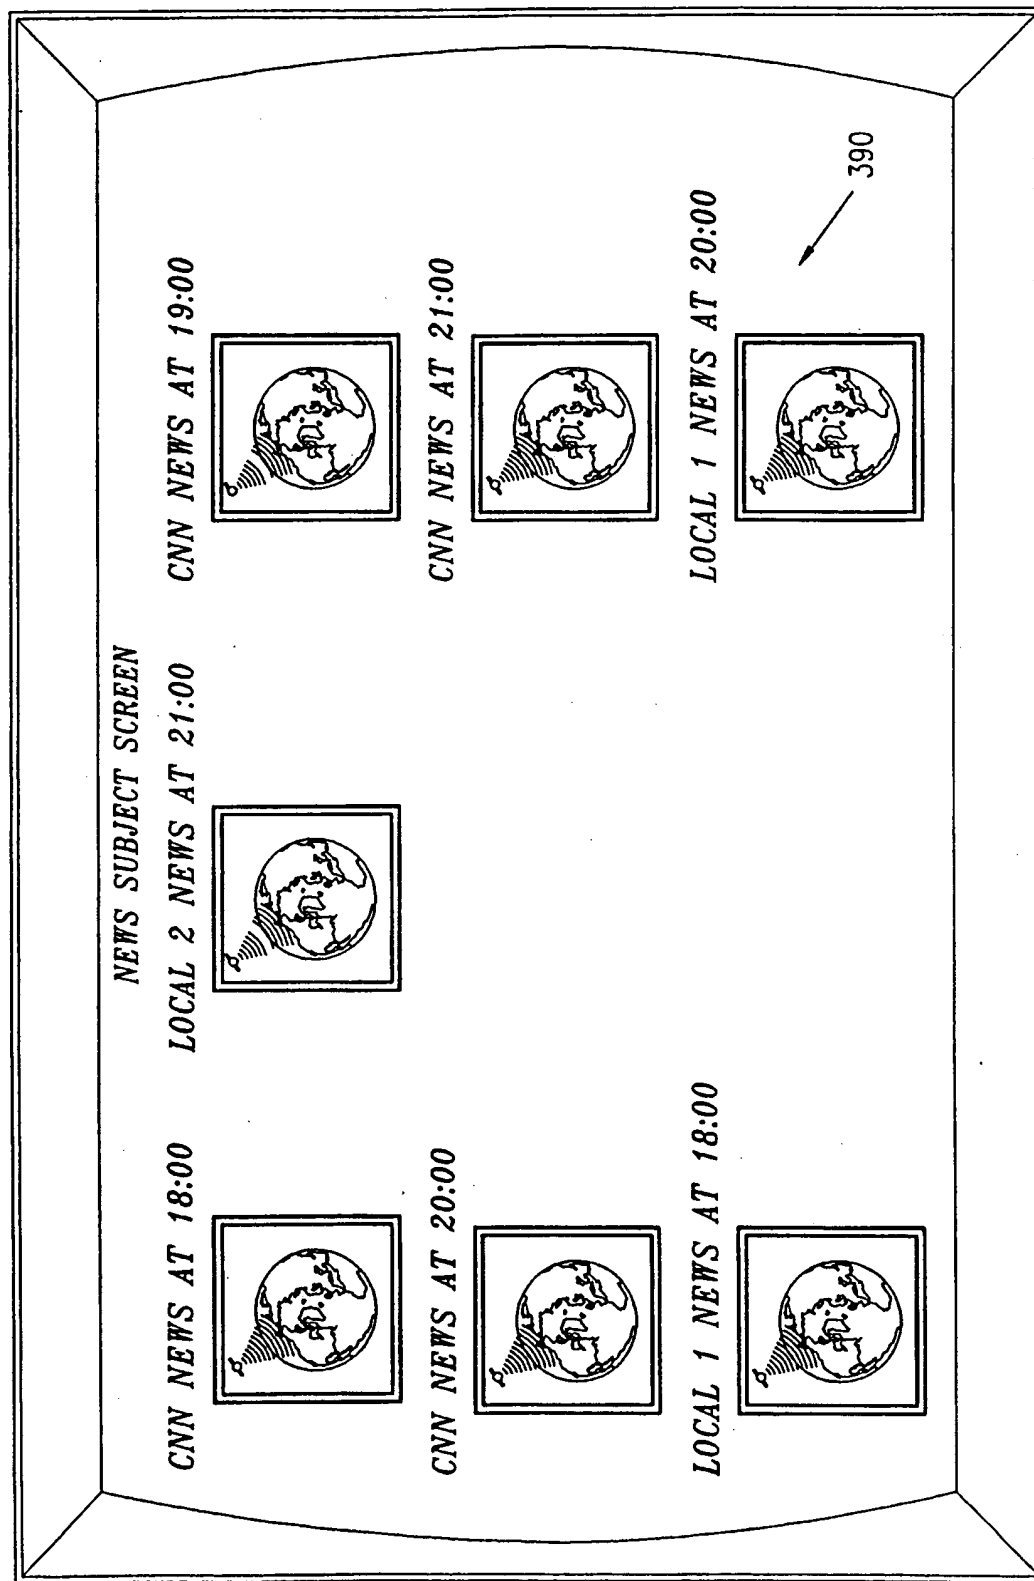 NEWS SUBJECT SCREEN
CNN NEWS AT 18:00
LOCAL 2 NEWS AT 21:00
CNN NEWS AT 19:00
CNN NEWS AT 20:00
CNN NEWS AT 21:00
LOCAL 1 NEWS AT 18:00
LOCAL 1 NEWS AT 20:00
390